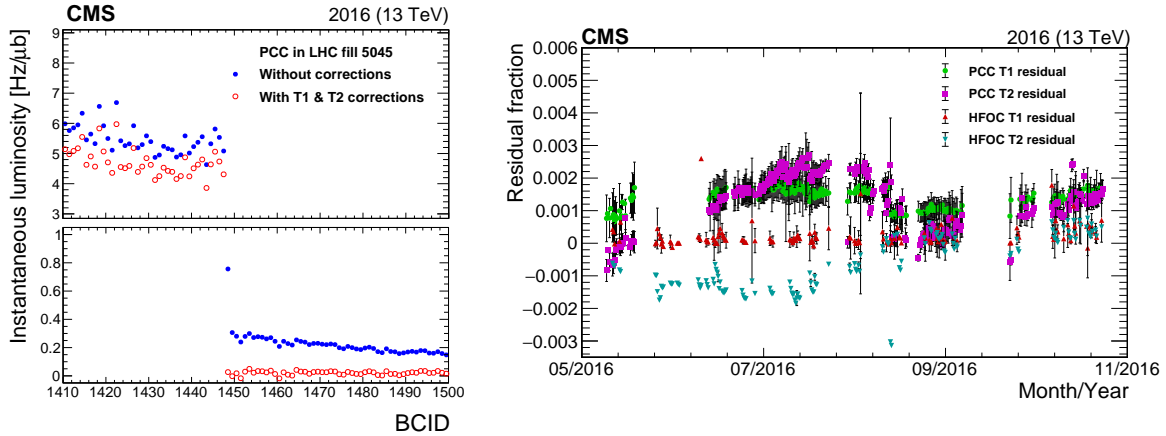 CMS 2016 (13 TeV)
PCC in LHC fill 5045
Without corrections
With T1 & T2 corrections
Instantaneous luminosity [Hz/μb]
9
8
7
6
5
4
3
1
0.8
0.6
0.4
0.2
0
1410 1420 1430 1440 1450 1460 1470 1480 1490 1500
BCID
CMS 2016 (13 TeV)
PCC T1 residual
PCC T2 residual
HFOC T1 residual
HFOC T2 residual
Residual fraction
0.006
0.005
0.004
0.003
0.002
0.001
0
−0.001
−0.002
−0.003
05/2016 07/2016 09/2016 11/2016
Month/Year